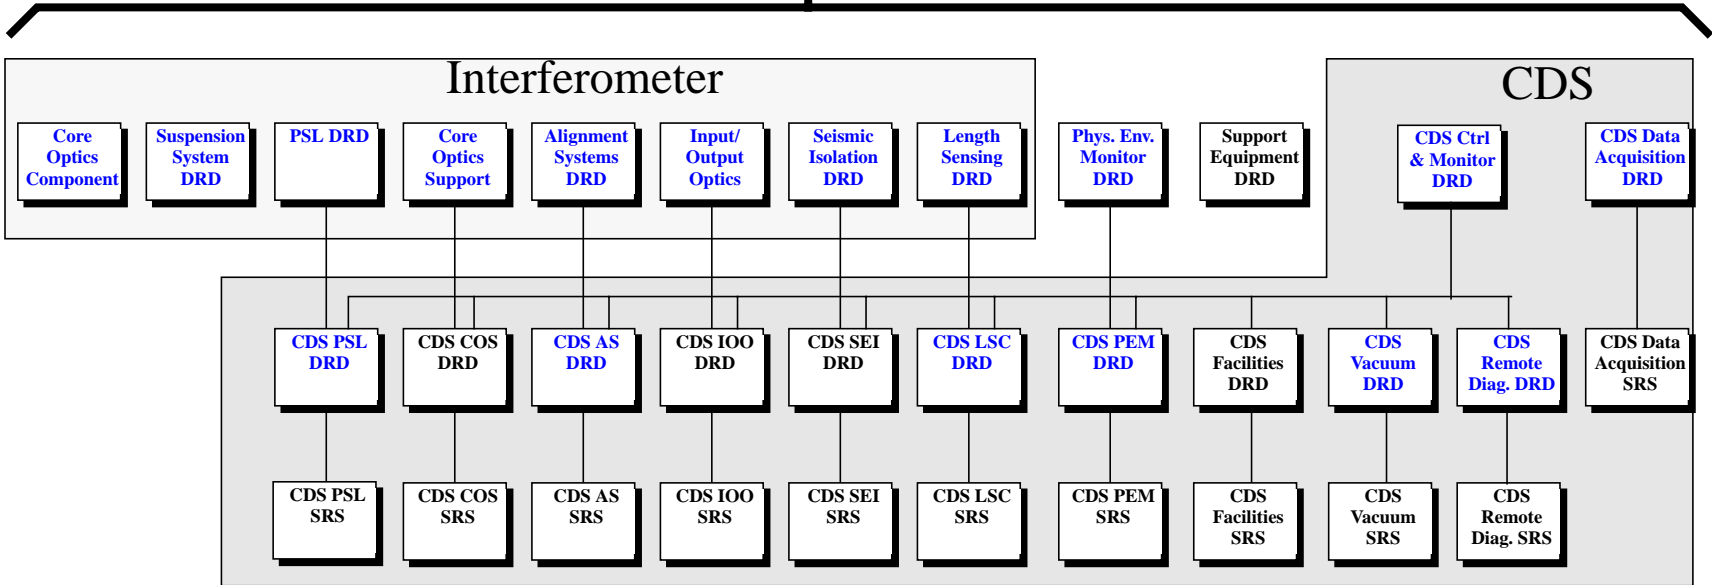 Interferometer
CDS
Core
Optics
Component
Suspension
System
DRD
PSL DRD
Core
Optics
Support
Alignment
Systems
DRD
Input/
Output
Optics
Seismic
Isolation
DRD
Length
Sensing
DRD
Phys. Env.
Monitor
DRD
Support
Equipment
DRD
CDS Ctrl
& Monitor
DRD
CDS Data
Acquisition
DRD
CDS PSL
DRD
CDS COS
DRD
CDS AS
DRD
CDS IOO
DRD
CDS SEI
DRD
CDS LSC
DRD
CDS PEM
DRD
CDS
Facilities
DRD
CDS
Vacuum
DRD
CDS
Remote
Diag. DRD
CDS Data
Acquisition
SRS
CDS PSL
SRS
CDS COS
SRS
CDS AS
SRS
CDS IOO
SRS
CDS SEI
SRS
CDS LSC
SRS
CDS PEM
SRS
CDS
Facilities
SRS
CDS
Vacuum
SRS
CDS
Remote
Diag. SRS